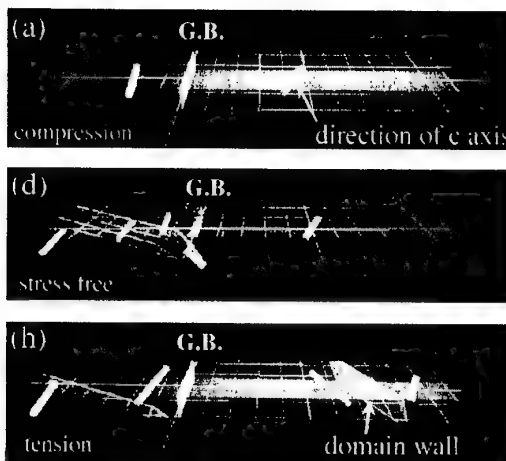 (a)
G.B.
compression
direction of c axis
(d)
G.B.
stress free
(h)
G.B.
tension
domain wall